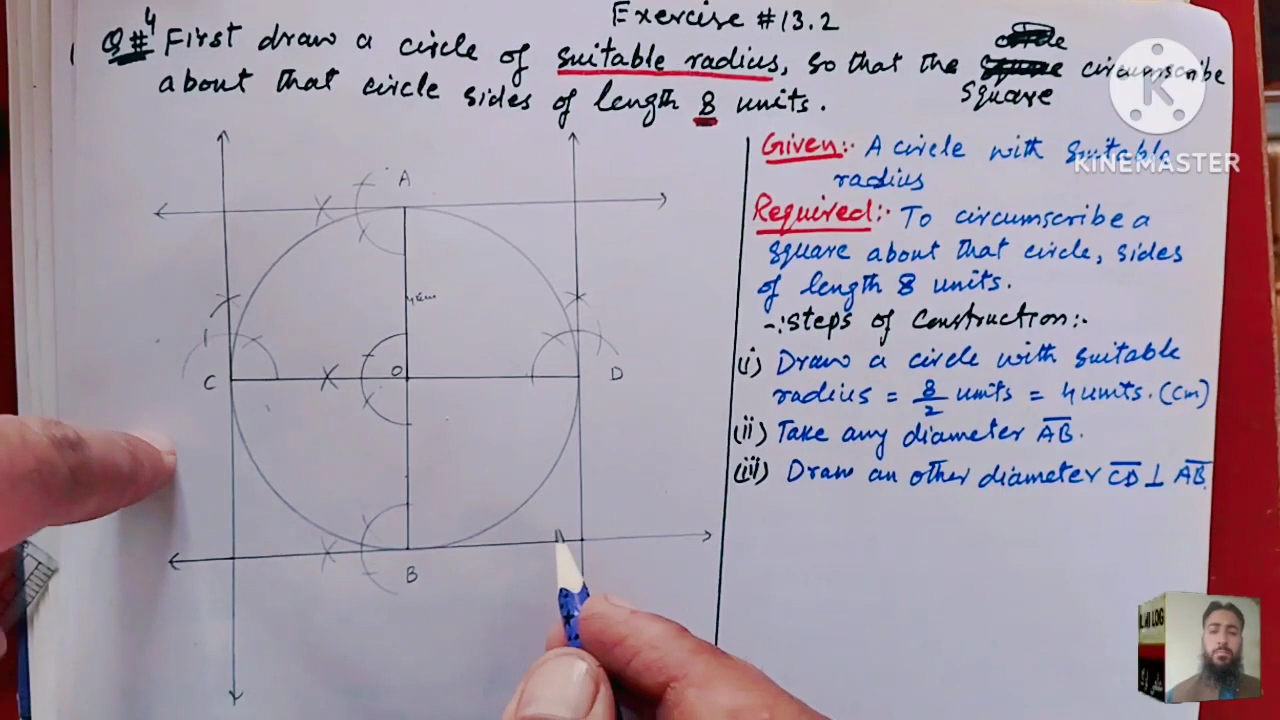 Exercise #13.2
Q#4 First draw a circle of suitable radius, so that the circumscribe
square
about that circle sides of length 8 units.
KINEMASTER
Given:- A circle with suitable
radius
Required:- To circumscribe a
square about that circle, sides
of length 8 units.
-:Steps of Construction:-
(i) Draw a circle with suitable
radius = 8/2 units = 4 units. (cm)
(ii) Take any diameter AB.
(iii) Draw an other diameter CD ⊥ AB.
A
4cm
C
O
D
B
ILMI LOG